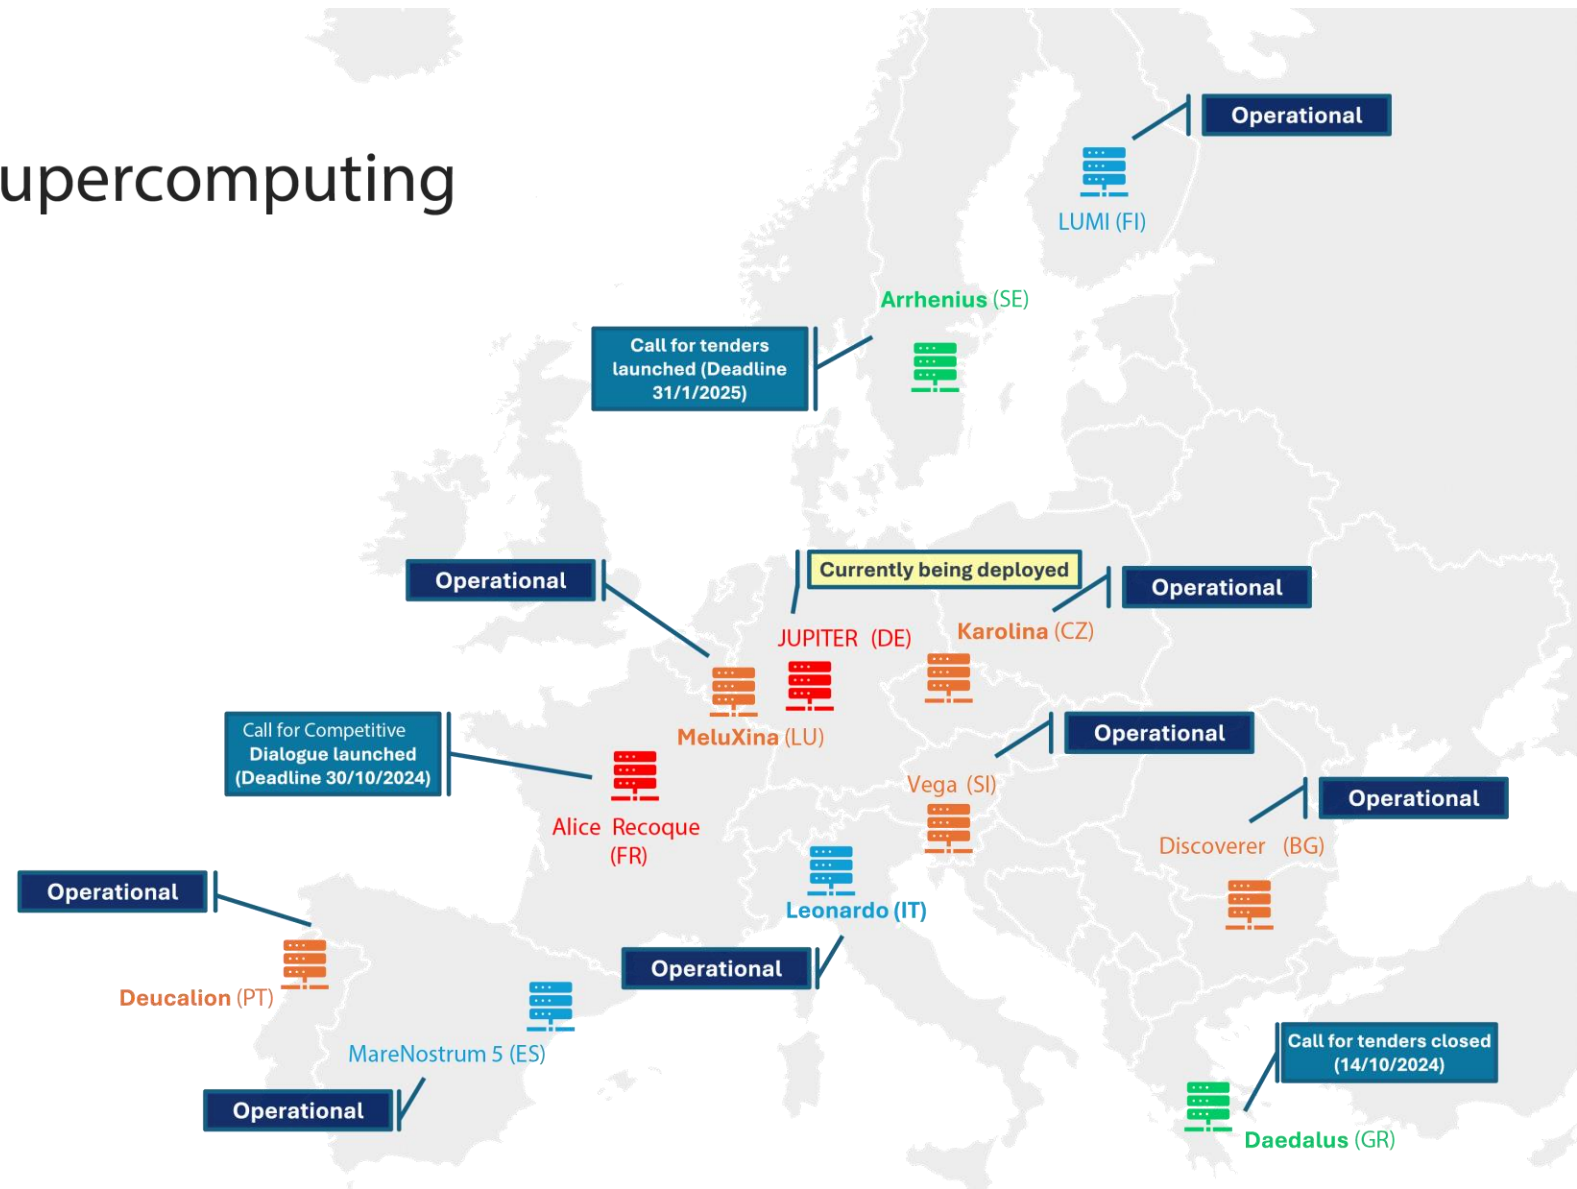 upercomputing
Operational
LUMI (FI)
Arrhenius (SE)
Call for tenders
launched (Deadline
31/1/2025)
Operational
Currently being deployed
Operational
JUPITER (DE)
Karolina (CZ)
MeluXina (LU)
Call for Competitive
Dialogue launched
(Deadline 30/10/2024)
Operational
Vega (SI)
Operational
Alice Recoque
(FR)
Discoverer (BG)
Operational
Leonardo (IT)
Operational
Deucalion (PT)
MareNostrum 5 (ES)
Operational
Call for tenders closed
(14/10/2024)
Daedalus (GR)